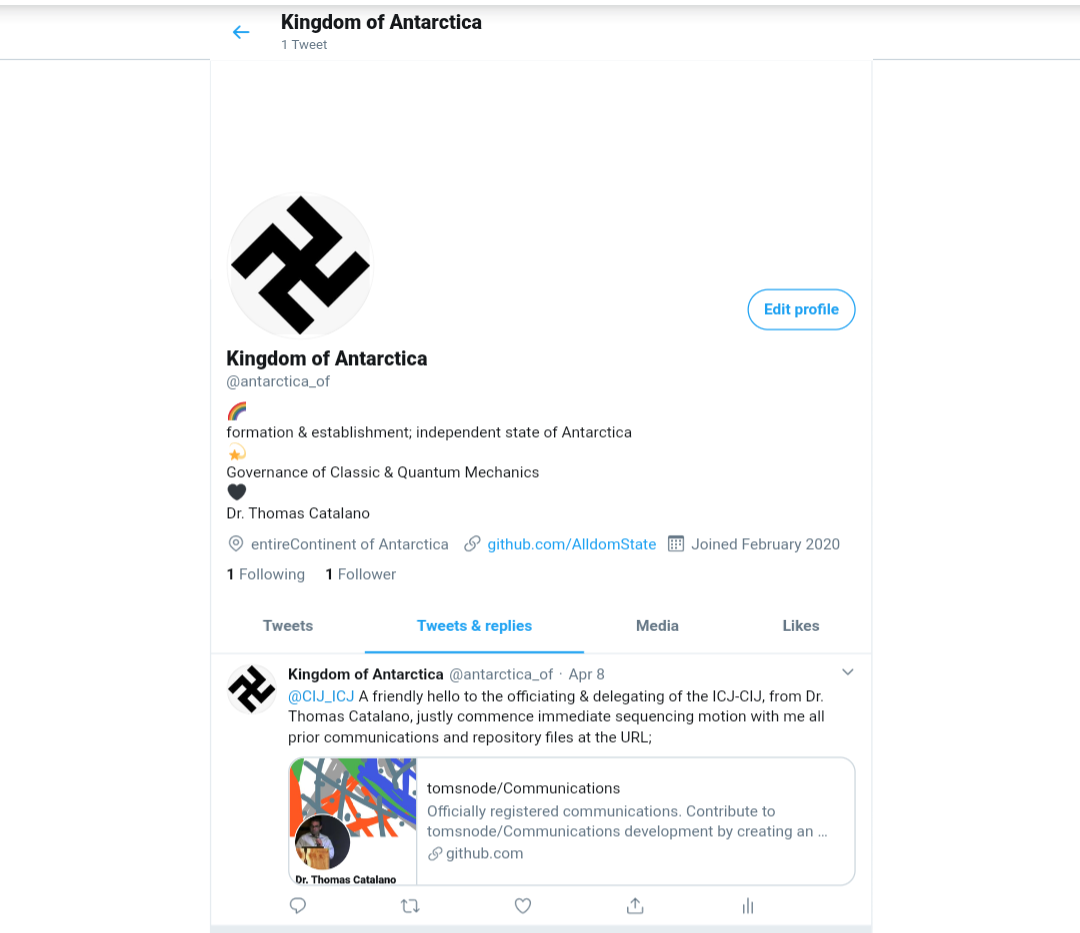 Kingdom of Antarctica
1 Tweet
Edit profile
Kingdom of Antarctica
@antarctica_of
🌈
formation & establishment; independent state of Antarctica
💫
Governance of Classic & Quantum Mechanics
🖤
Dr. Thomas Catalano
entireContinent of Antarctica github.com/AlldomState Joined February 2020
1 Following 1 Follower
Tweets Tweets & replies Media Likes
Kingdom of Antarctica @antarctica_of · Apr 8
@CIJ_ICJ A friendly hello to the officiating & delegating of the ICJ-CIJ, from Dr.
Thomas Catalano, justly commence immediate sequencing motion with me all
prior communications and repository files at the URL;
tomsnode/Communications
Officially registered communications. Contribute to
tomsnode/Communications development by creating an ...
github.com
Dr. Thomas Catalano